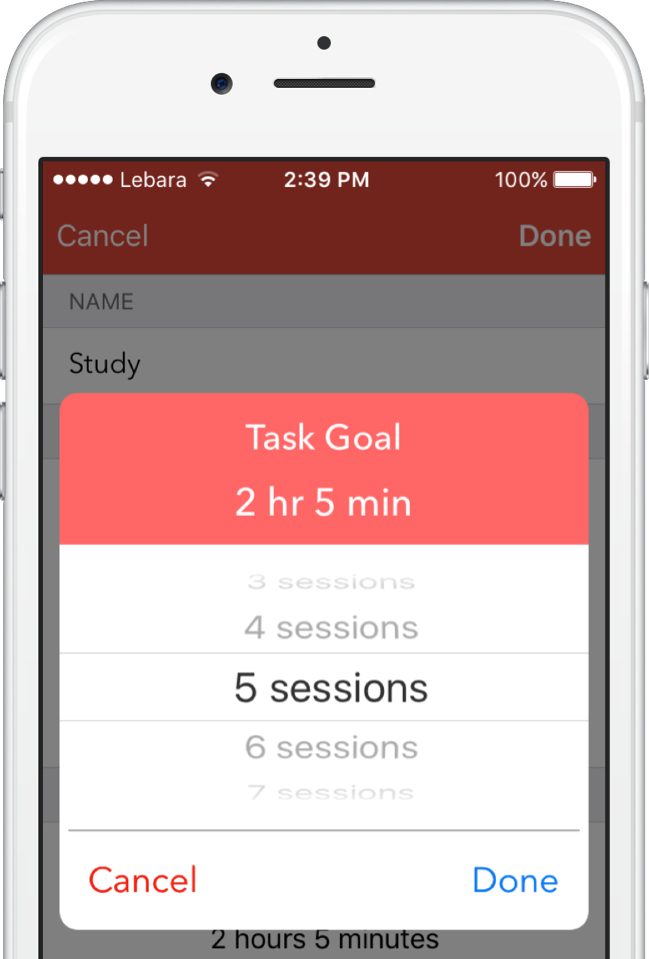 Lebara 2:39 PM 100%
Cancel Done
NAME
Study
Task Goal
2 hr 5 min
3 sessions
4 sessions
5 sessions
6 sessions
7 sessions
Cancel Done
2 hours 5 minutes